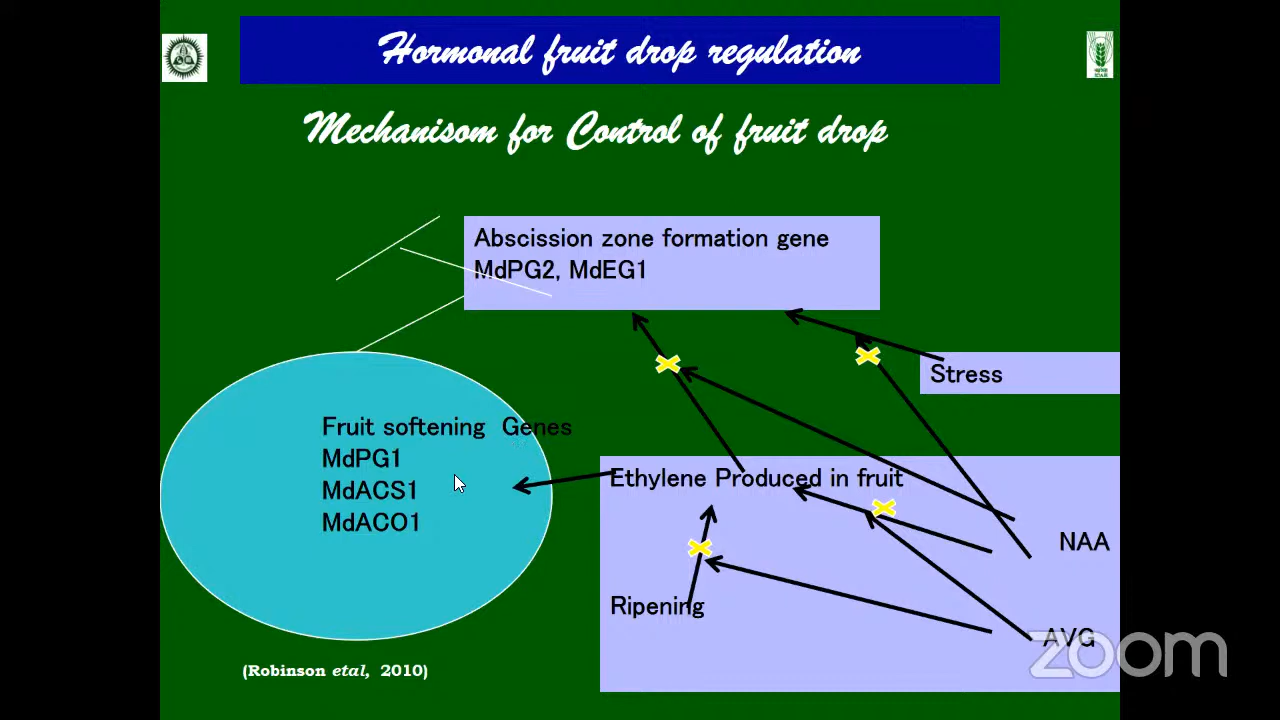 Hormonal fruit drop regulation
Mechanisom for Control of fruit drop
Abscission zone formation gene
MdPG2, MdEG1
Stress
Fruit softening Genes
MdPG1
MdACS1
MdACO1
Ethylene Produced in fruit
NAA
Ripening
AVG
(Robinson etal, 2010)
zoom